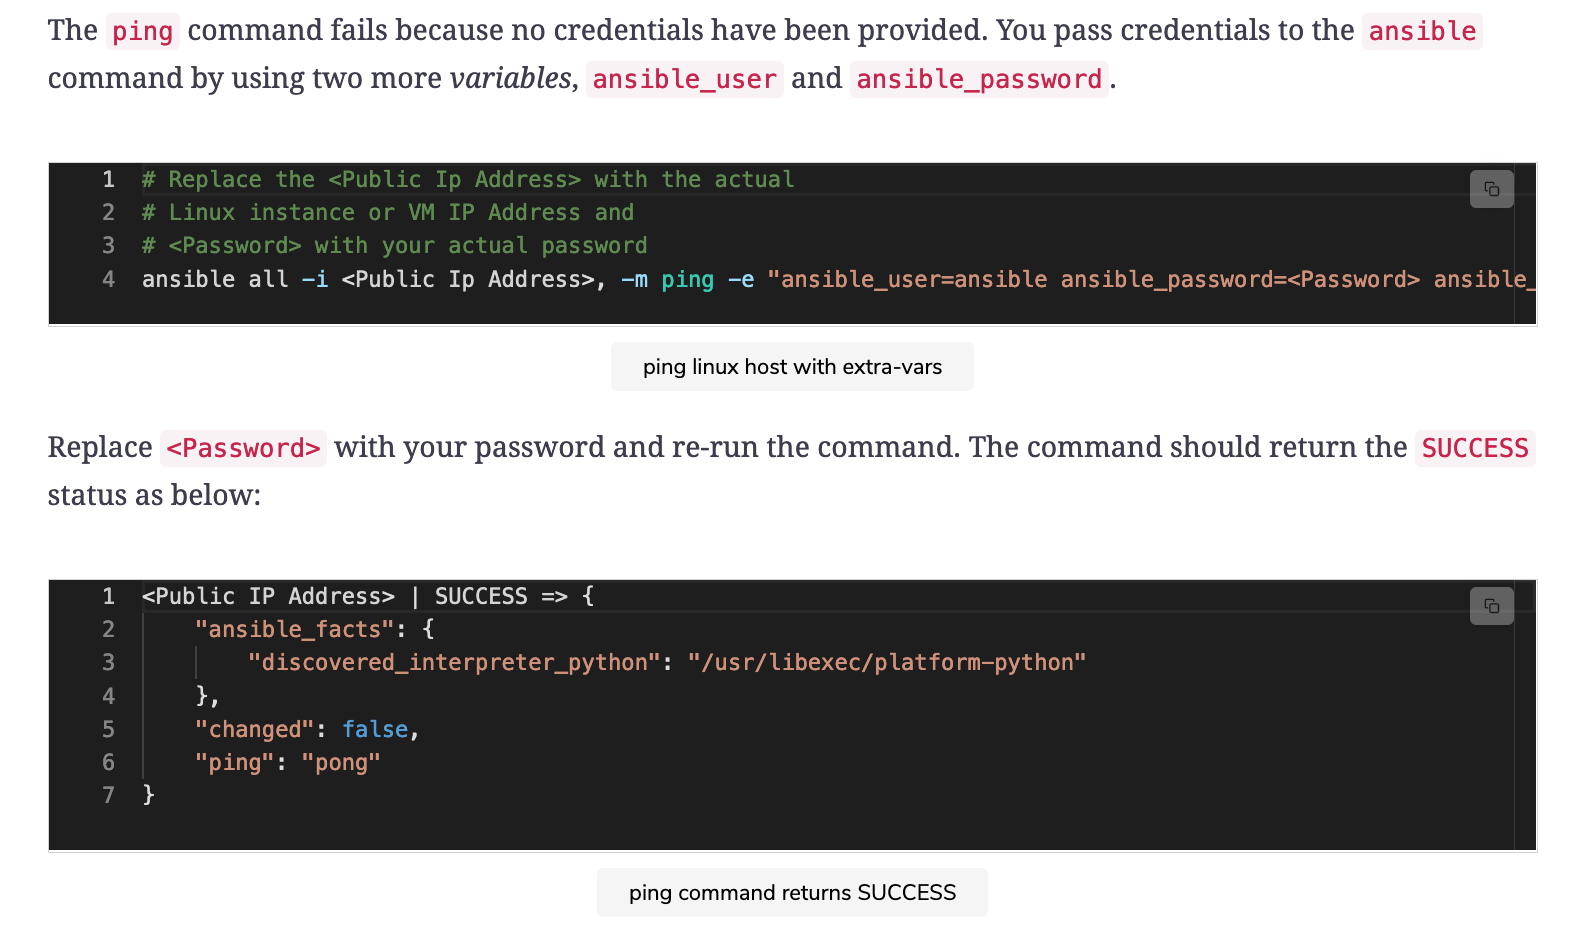 The ping command fails because no credentials have been provided. You pass credentials to the ansible
command by using two more variables, ansible_user and ansible_password.
1 # Replace the <Public Ip Address> with the actual
2 # Linux instance or VM IP Address and
3 # <Password> with your actual password
4 ansible all -i <Public Ip Address>, -m ping -e "ansible_user=ansible ansible_password=<Password> ansible_
ping linux host with extra-vars
Replace <Password> with your password and re-run the command. The command should return the SUCCESS
status as below:
1 <Public IP Address> | SUCCESS => {
2     "ansible_facts": {
3         "discovered_interpreter_python": "/usr/libexec/platform-python"
4     },
5     "changed": false,
6     "ping": "pong"
7 }
ping command returns SUCCESS